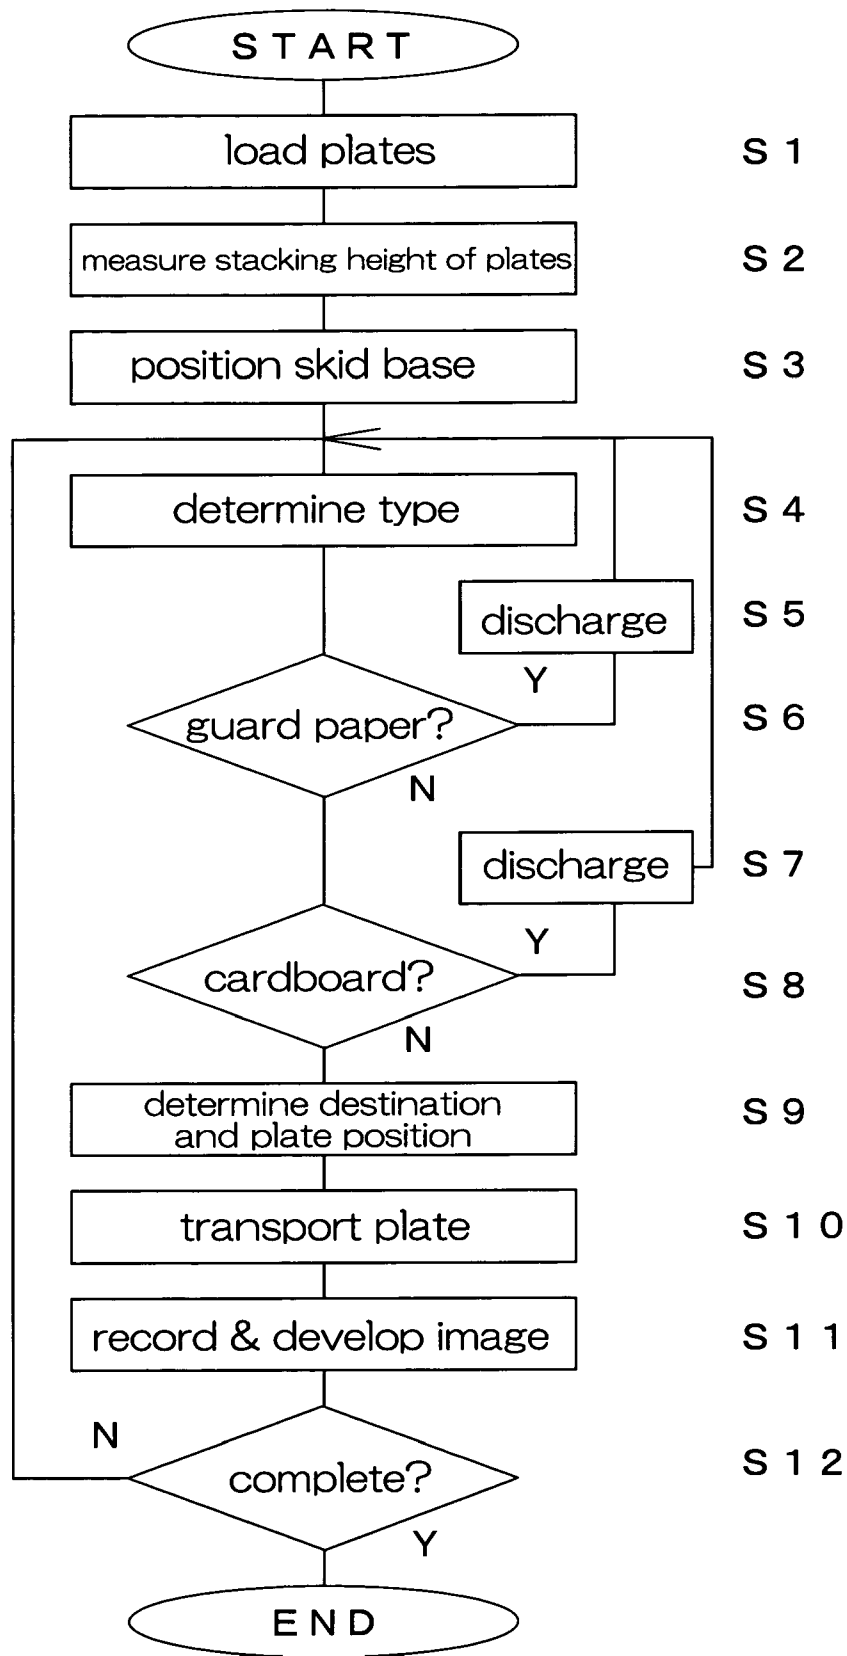 START
load plates S1
measure stacking height of plates S2
position skid base S3
determine type S4
discharge S5
Y
guard paper? S6
N
discharge S7
Y
cardboard? S8
N
determine destination
and plate position S9
transport plate S10
record & develop image S11
N
complete? S12
Y
END